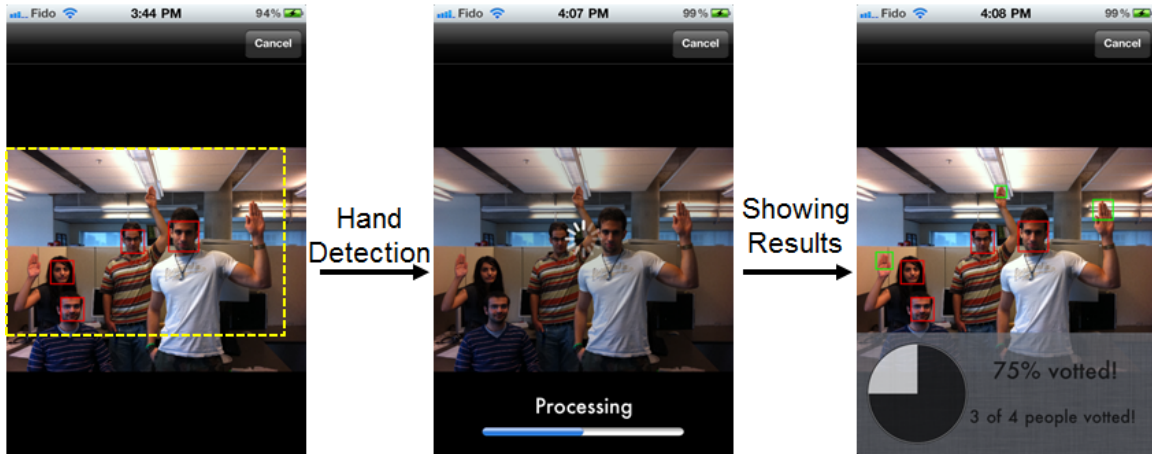 Fido 3:44 PM 94%
Cancel
Hand
Detection
Fido 4:07 PM 99%
Cancel
Processing
Showing
Results
Fido 4:08 PM 99%
Cancel
75% votted!
3 of 4 people votted!